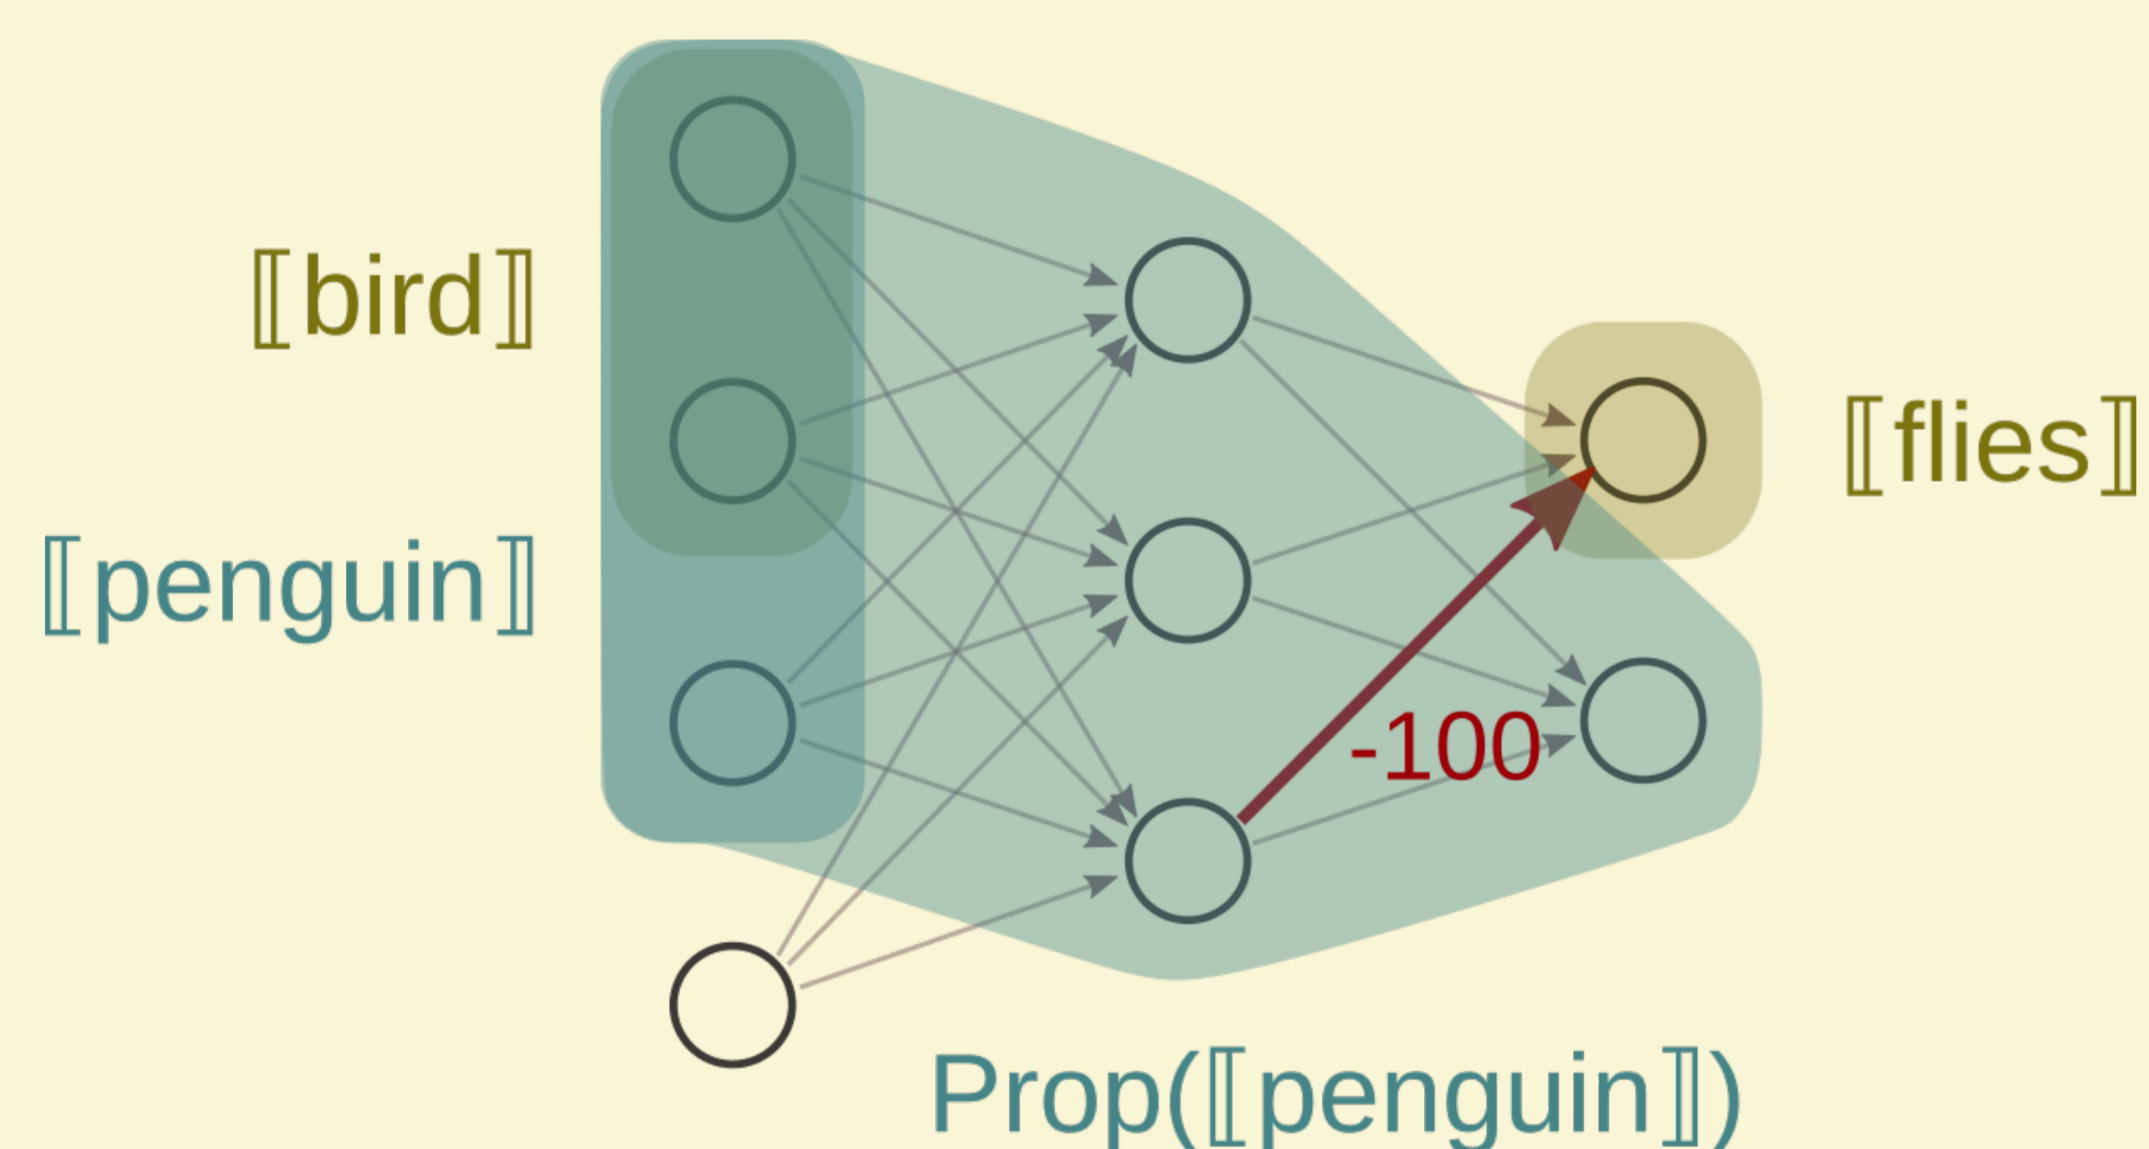 ⟦bird⟧
⟦flies⟧
⟦penguin⟧
-100
Prop(⟦penguin⟧)